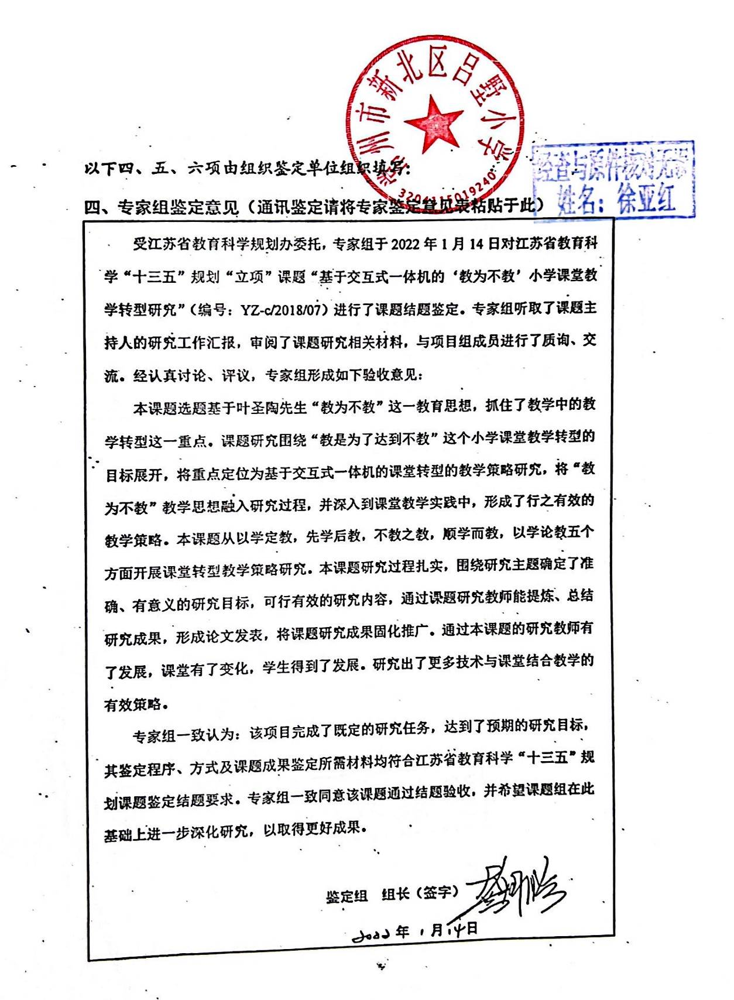 常州市新北区吕墅小学
3204115019240
经查与原件核对无误
姓名：徐亚红
以下四、五、六项由组织鉴定单位组织填写：
四、专家组鉴定意见（通讯鉴定请将专家鉴定意见表粘贴于此）
受江苏省教育科学规划办委托，专家组于 2022 年 1 月 14 日对江苏省教育科
学“十三五”规划“立项”课题“基于交互式一体机的‘教为不教’小学课堂教
学转型研究”（编号：YZ-c/2018/07）进行了课题结题鉴定。专家组听取了课题主
持人的研究工作汇报，审阅了课题研究相关材料，与项目组成员进行了质询、交
流。经认真讨论、评议，专家组形成如下验收意见：
本课题选题基于叶圣陶先生“教为不教”这一教育思想，抓住了教学中的教
学转型这一重点。课题研究围绕“教是为了达到不教”这个小学课堂教学转型的
目标展开，将重点定位为基于交互式一体机的课堂转型的教学策略研究，将“教
为不教”教学思想融入研究过程，并深入到课堂教学实践中，形成了行之有效的
教学策略。本课题从以学定教，先学后教，不教之教，顺学而教，以学论教五个
方面开展课堂转型教学策略研究。本课题研究过程扎实，围绕研究主题确定了准
确、有意义的研究目标，可行有效的研究内容，通过课题研究教师能提炼、总结
研究成果，形成论文发表，将课题研究成果固化推广。通过本课题的研究教师有
了发展，课堂有了变化，学生得到了发展。研究出了更多技术与课堂结合教学的
有效策略。
专家组一致认为：该项目完成了既定的研究任务，达到了预期的研究目标，
其鉴定程序、方式及课题成果鉴定所需材料均符合江苏省教育科学“十三五”规
划课题鉴定结题要求。专家组一致同意该课题通过结题验收，并希望课题组在此
基础上进一步深化研究，以取得更好成果。
鉴定组 组长（签字）
2022 年 1 月 14 日